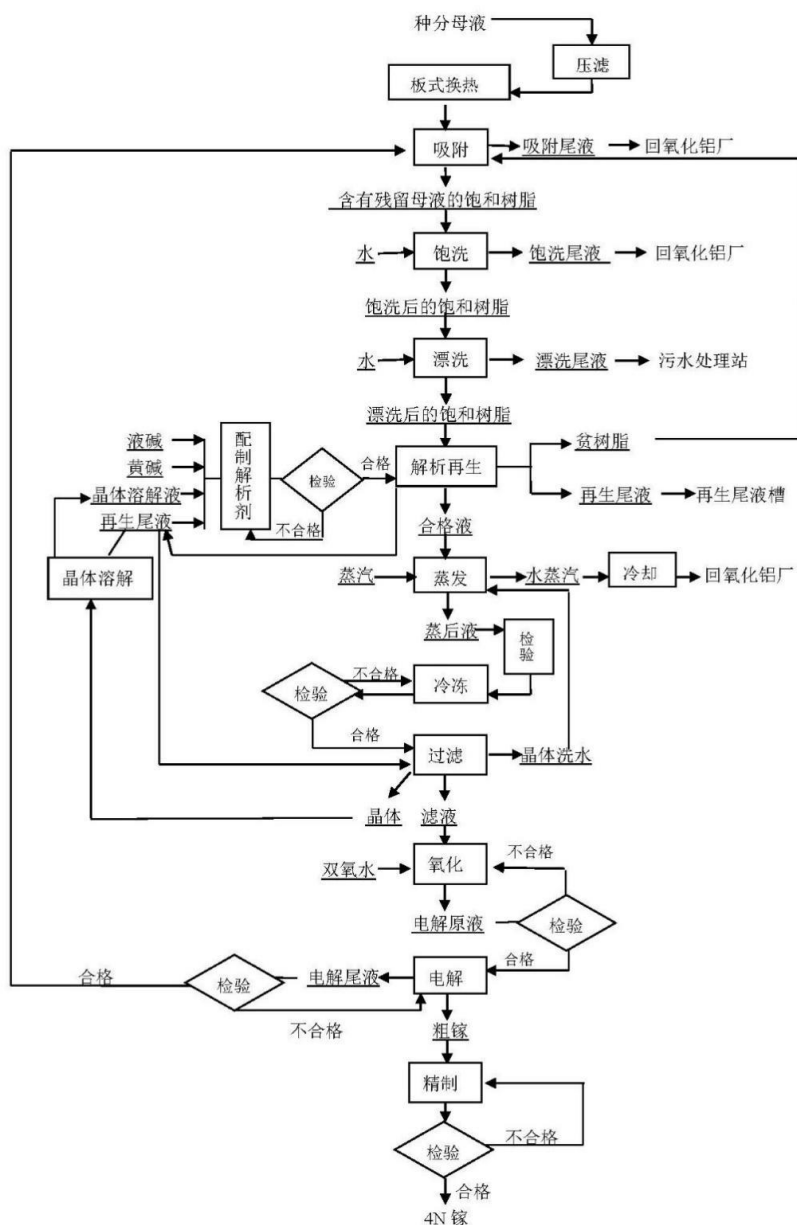 种分母液
压滤
板式换热
吸附
吸附尾液
回氧化铝厂
含有残留母液的饱和树脂
水
饱洗
饱洗尾液
回氧化铝厂
饱洗后的饱和树脂
水
漂洗
漂洗尾液
污水处理站
漂洗后的饱和树脂
液碱
黄碱
晶体溶解液
再生尾液
配制解析剂
检验
合格
不合格
解析再生
贫树脂
再生尾液
再生尾液槽
合格液
晶体溶解
蒸汽
蒸发
水蒸汽
冷却
回氧化铝厂
蒸后液
检验
检验
不合格
冷冻
合格
过滤
晶体洗水
晶体
滤液
双氧水
氧化
不合格
电解原液
检验
合格
合格
检验
电解尾液
电解
不合格
粗镓
精制
检验
不合格
合格
4N 镓